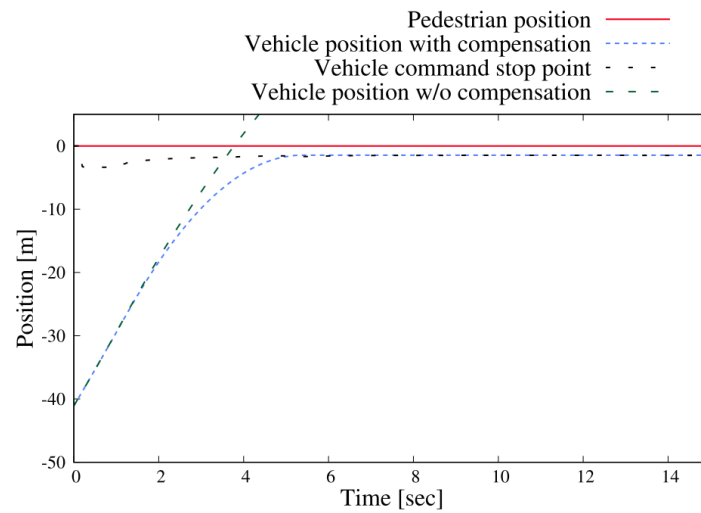 Pedestrian position
Vehicle position with compensation
Vehicle command stop point
Vehicle position w/o compensation
0
-10
-20
-30
-40
-50
Position [m]
0 2 4 6 8 10 12 14
Time [sec]